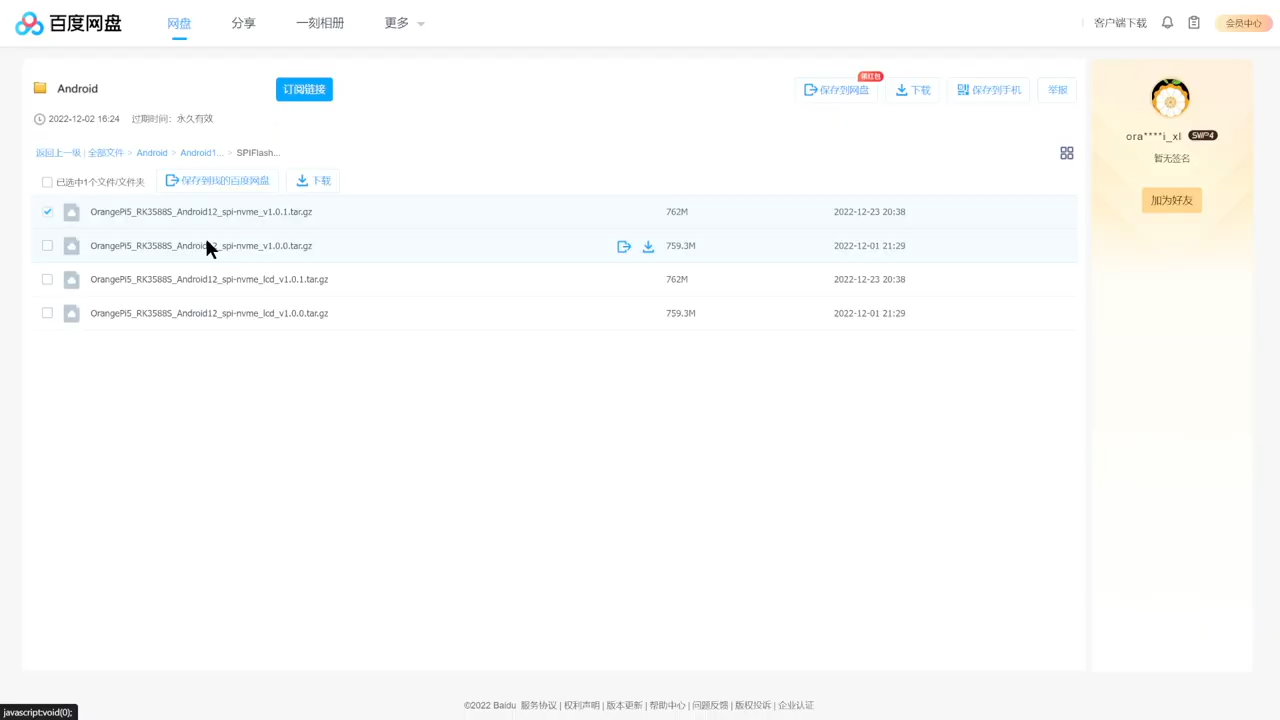 百度网盘 网盘 分享 一刻相册 更多 客户端下载 会员中心
Android 订阅链接 领红包 保存到网盘 下载 保存到手机 举报
2022-12-02 16:24 过期时间：永久有效
返回上一级 | 全部文件 > Android > Android1... > SPIFlash...
已选中1个文件/文件夹 保存到我的百度网盘 下载
OrangePi5_RK3588S_Android12_spi-nvme_v1.0.1.tar.gz 762M 2022-12-23 20:38
OrangePi5_RK3588S_Android12_spi-nvme_v1.0.0.tar.gz 759.3M 2022-12-01 21:29
OrangePi5_RK3588S_Android12_spi-nvme_lcd_v1.0.1.tar.gz 762M 2022-12-23 20:38
OrangePi5_RK3588S_Android12_spi-nvme_lcd_v1.0.0.tar.gz 759.3M 2022-12-01 21:29
ora****i_xl SVIP4
暂无签名
加为好友
©2022 Baidu 服务协议 | 权利声明 | 版本更新 | 帮助中心 | 问题反馈 | 版权投诉 | 企业认证
javascript:void(0);